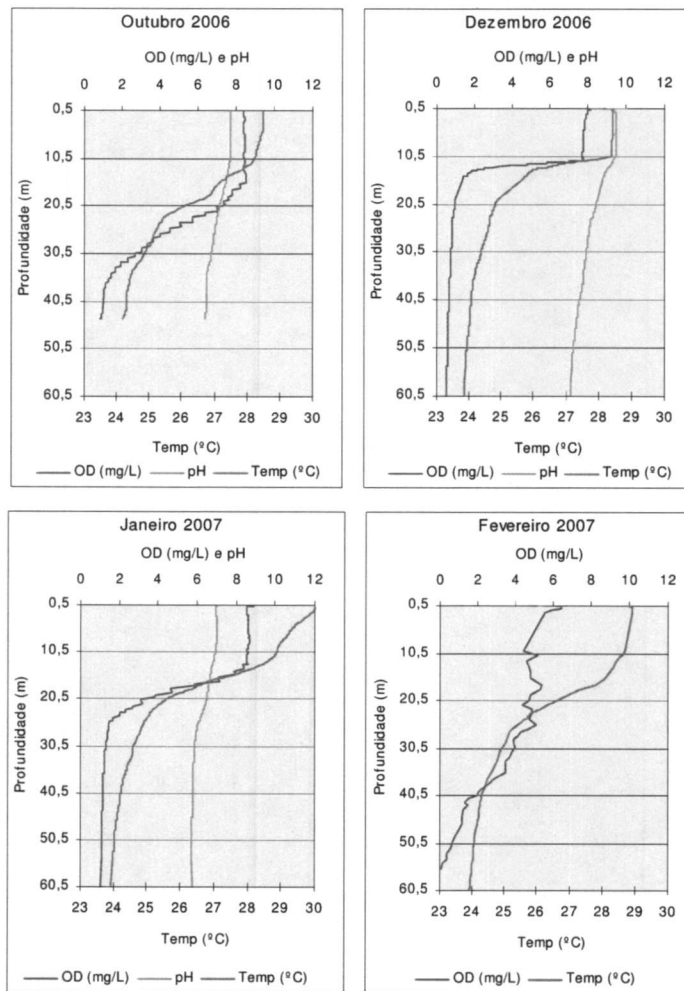 Outubro 2006
OD (mg/L) e pH
0 2 4 6 8 10 12
0,5
10,5
20,5
30,5
40,5
50,5
60,5
Profundidade (m)
23 24 25 26 27 28 29 30
Temp (ºC)
OD (mg/L) pH Temp (ºC)
Dezembro 2006
OD (mg/L) e pH
0 2 4 6 8 10 12
0,5
10,5
20,5
30,5
40,5
50,5
60,5
Profundidade (m)
23 24 25 26 27 28 29 30
Temp (ºC)
OD (mg/L) pH Temp (ºC)
Janeiro 2007
OD (mg/L) e pH
0 2 4 6 8 10 12
0,5
10,5
20,5
30,5
40,5
50,5
60,5
Profundidade (m)
23 24 25 26 27 28 29 30
Temp (ºC)
OD (mg/L) pH Temp (ºC)
Fevereiro 2007
OD (mg/L)
0 2 4 6 8 10 12
0,5
10,5
20,5
30,5
40,5
50,5
60,5
Profundidade (m)
23 24 25 26 27 28 29 30
Temp (ºC)
OD (mg/L) Temp (ºC)